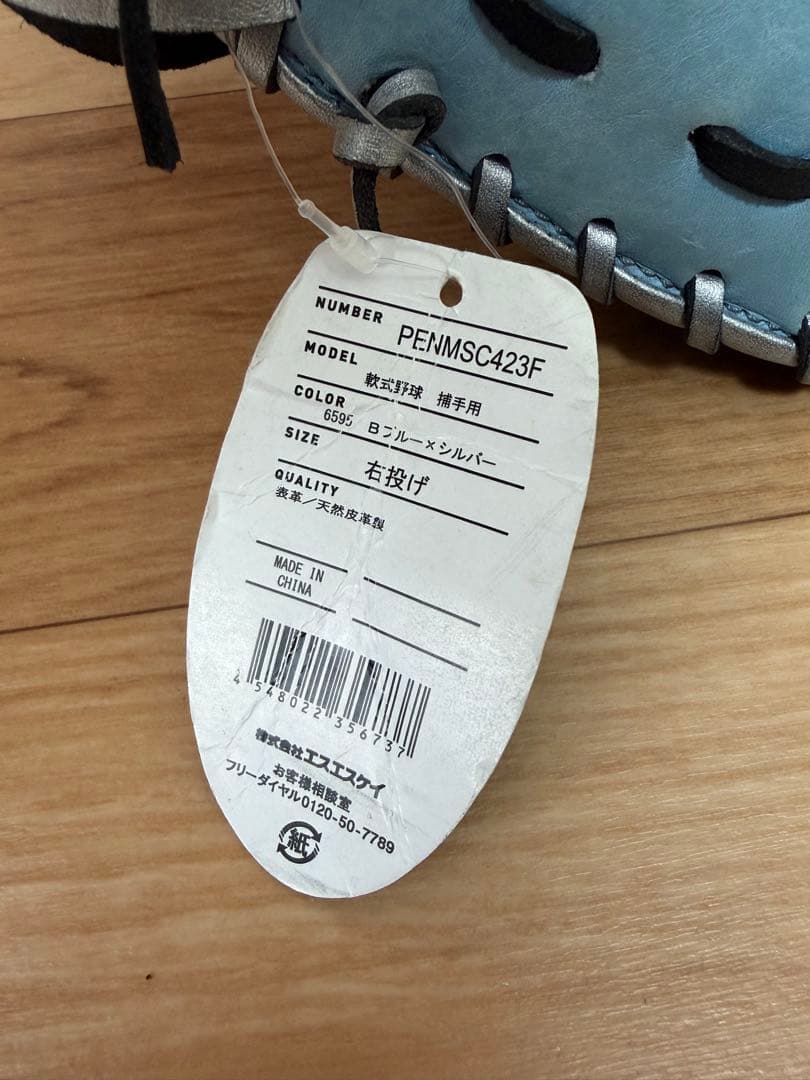 NUMBER PENMSC423F
MODEL 軟式野球 捕手用
COLOR 6595 Bブルー×シルバー
SIZE 右投げ
QUALITY
表革/天然皮革製
MADE IN
CHINA
4 548022 356737
株式会社エスエスケイ
お客様相談室
フリーダイヤル0120-50-7789
紙